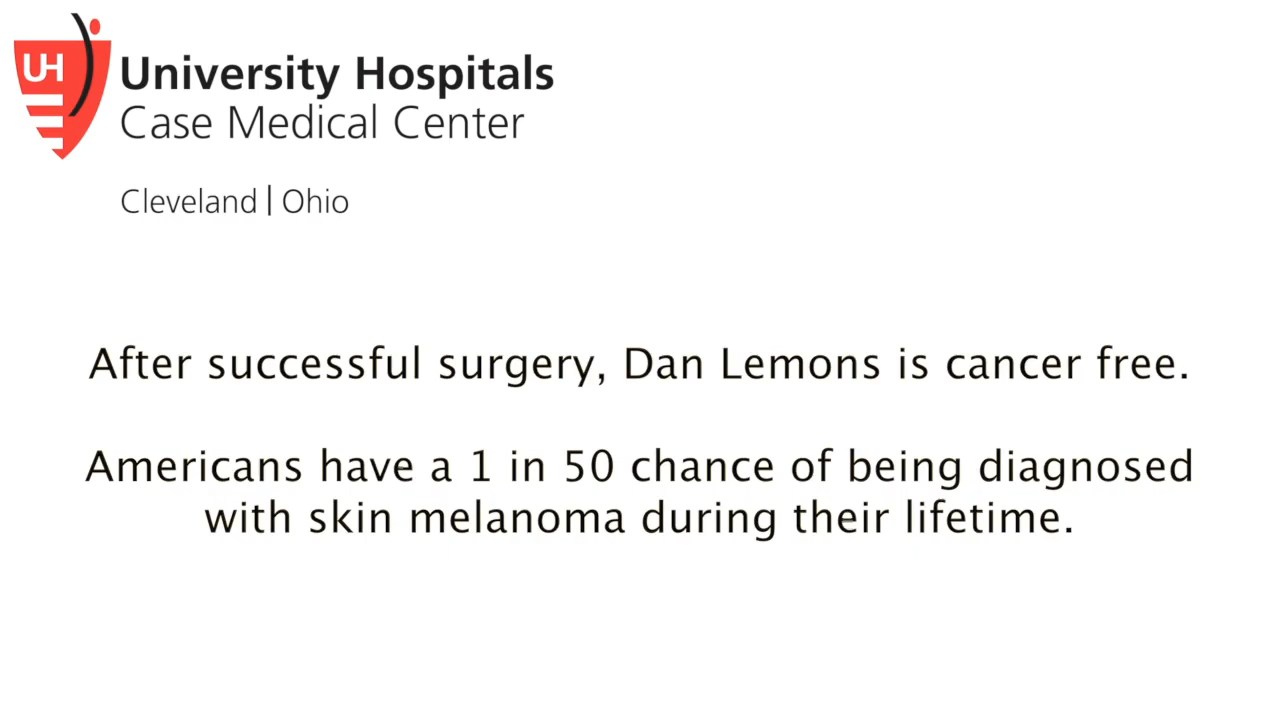 UH
University Hospitals
Case Medical Center
Cleveland | Ohio
After successful surgery, Dan Lemons is cancer free.
Americans have a 1 in 50 chance of being diagnosed
with skin melanoma during their lifetime.